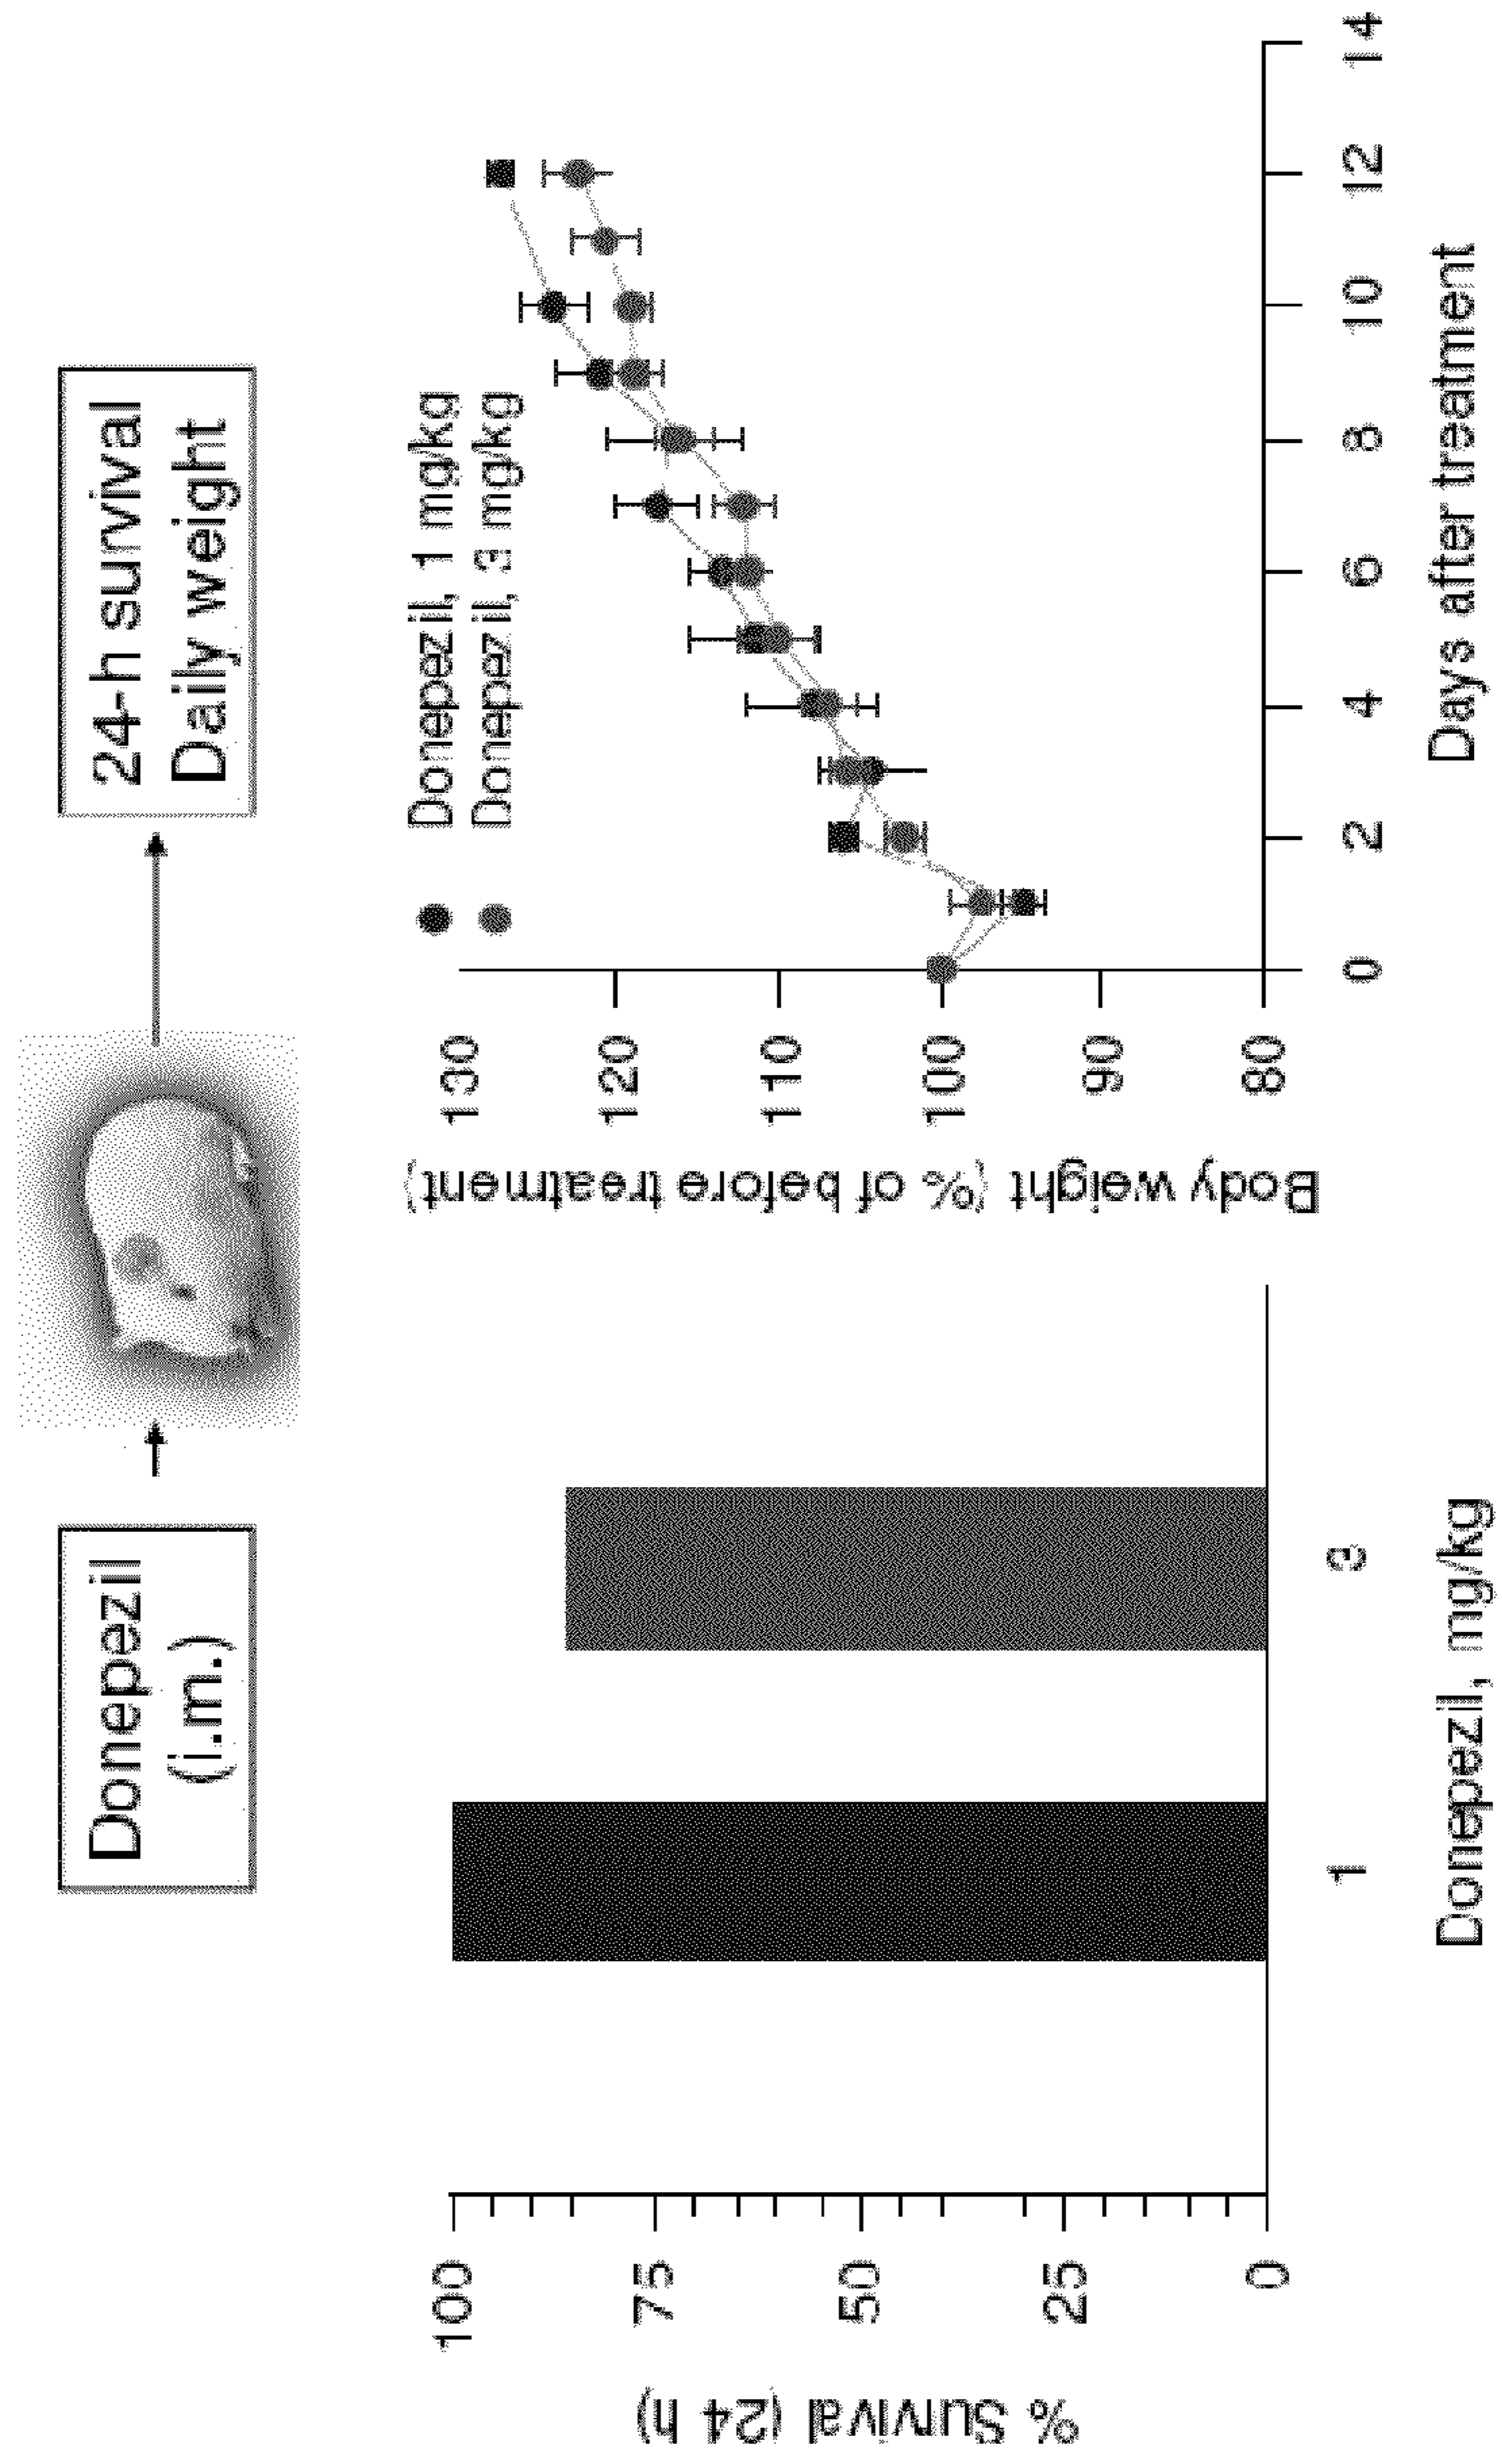 Donepezil
(i.m.)
24-h survival
Daily weight
% Survival (24 h)
100
75
50
25
0
1
3
Donepezil, mg/kg
Body weight (% of before treatment)
130
120
110
100
90
80
Donepezil, 1 mg/kg
Donepezil, 3 mg/kg
0
2
4
6
8
10
12
14
Days after treatment